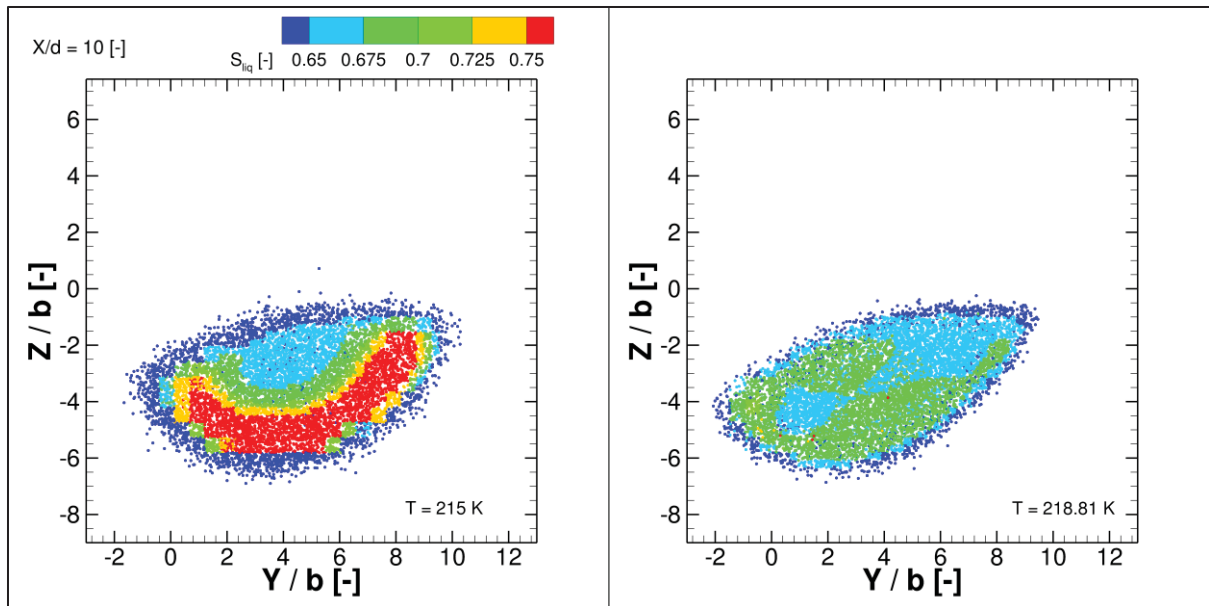 X/d = 10 [-]
S_liq [-] 0.65 0.675 0.7 0.725 0.75
Z / b [-]
6
4
2
0
-2
-4
-6
-8
T = 215 K
-2 0 2 4 6 8 10 12
Y / b [-]
Z / b [-]
6
4
2
0
-2
-4
-6
-8
T = 218.81 K
-2 0 2 4 6 8 10 12
Y / b [-]